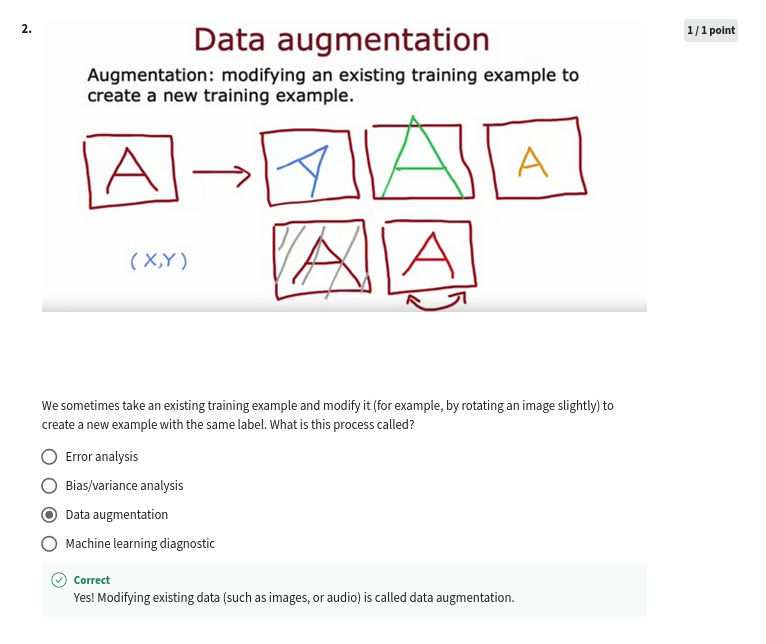 2.
1 / 1 point
Data augmentation
Augmentation: modifying an existing training example to
create a new training example.
A A A A
(X,Y) A A
We sometimes take an existing training example and modify it (for example, by rotating an image slightly) to
create a new example with the same label. What is this process called?
Error analysis
Bias/variance analysis
Data augmentation
Machine learning diagnostic
Correct
Yes! Modifying existing data (such as images, or audio) is called data augmentation.